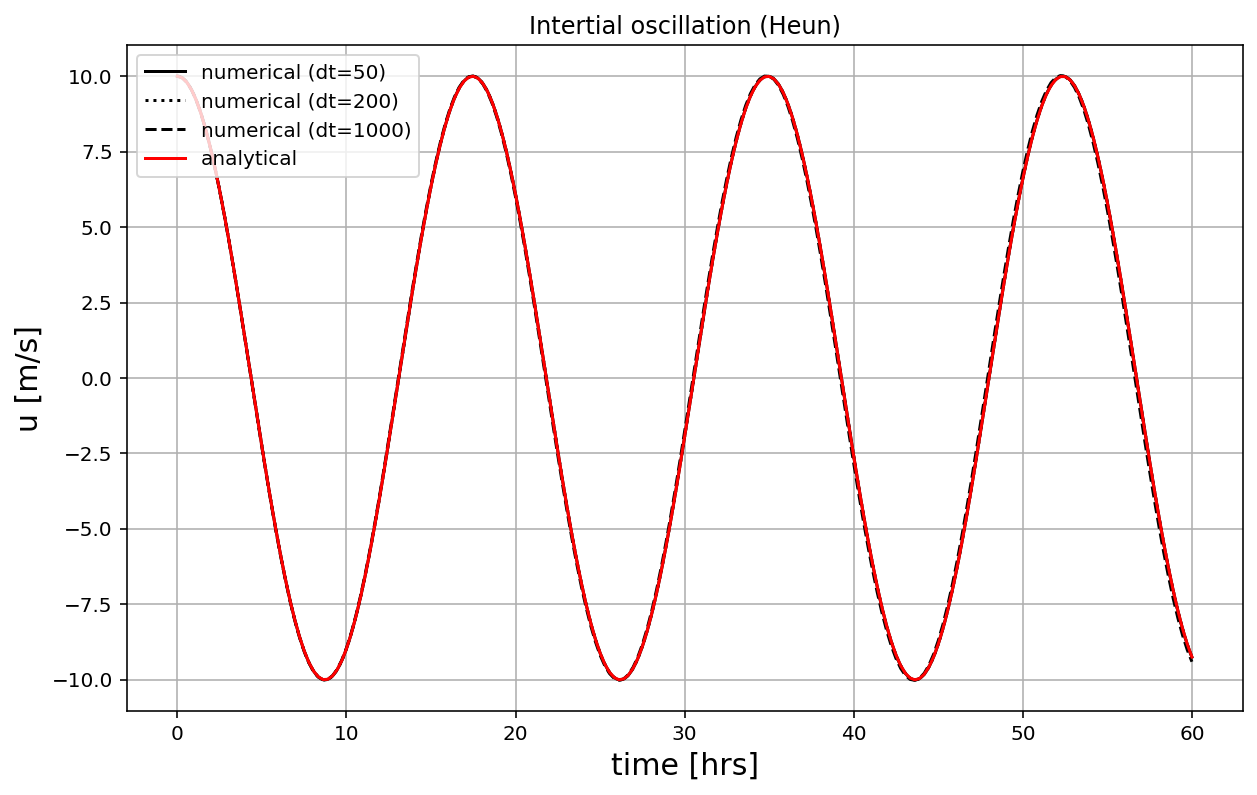 Intertial oscillation (Heun)
numerical (dt=50)
numerical (dt=200)
numerical (dt=1000)
analytical
u [m/s]
10.0
7.5
5.0
2.5
0.0
−2.5
−5.0
−7.5
−10.0
0 10 20 30 40 50 60
time [hrs]